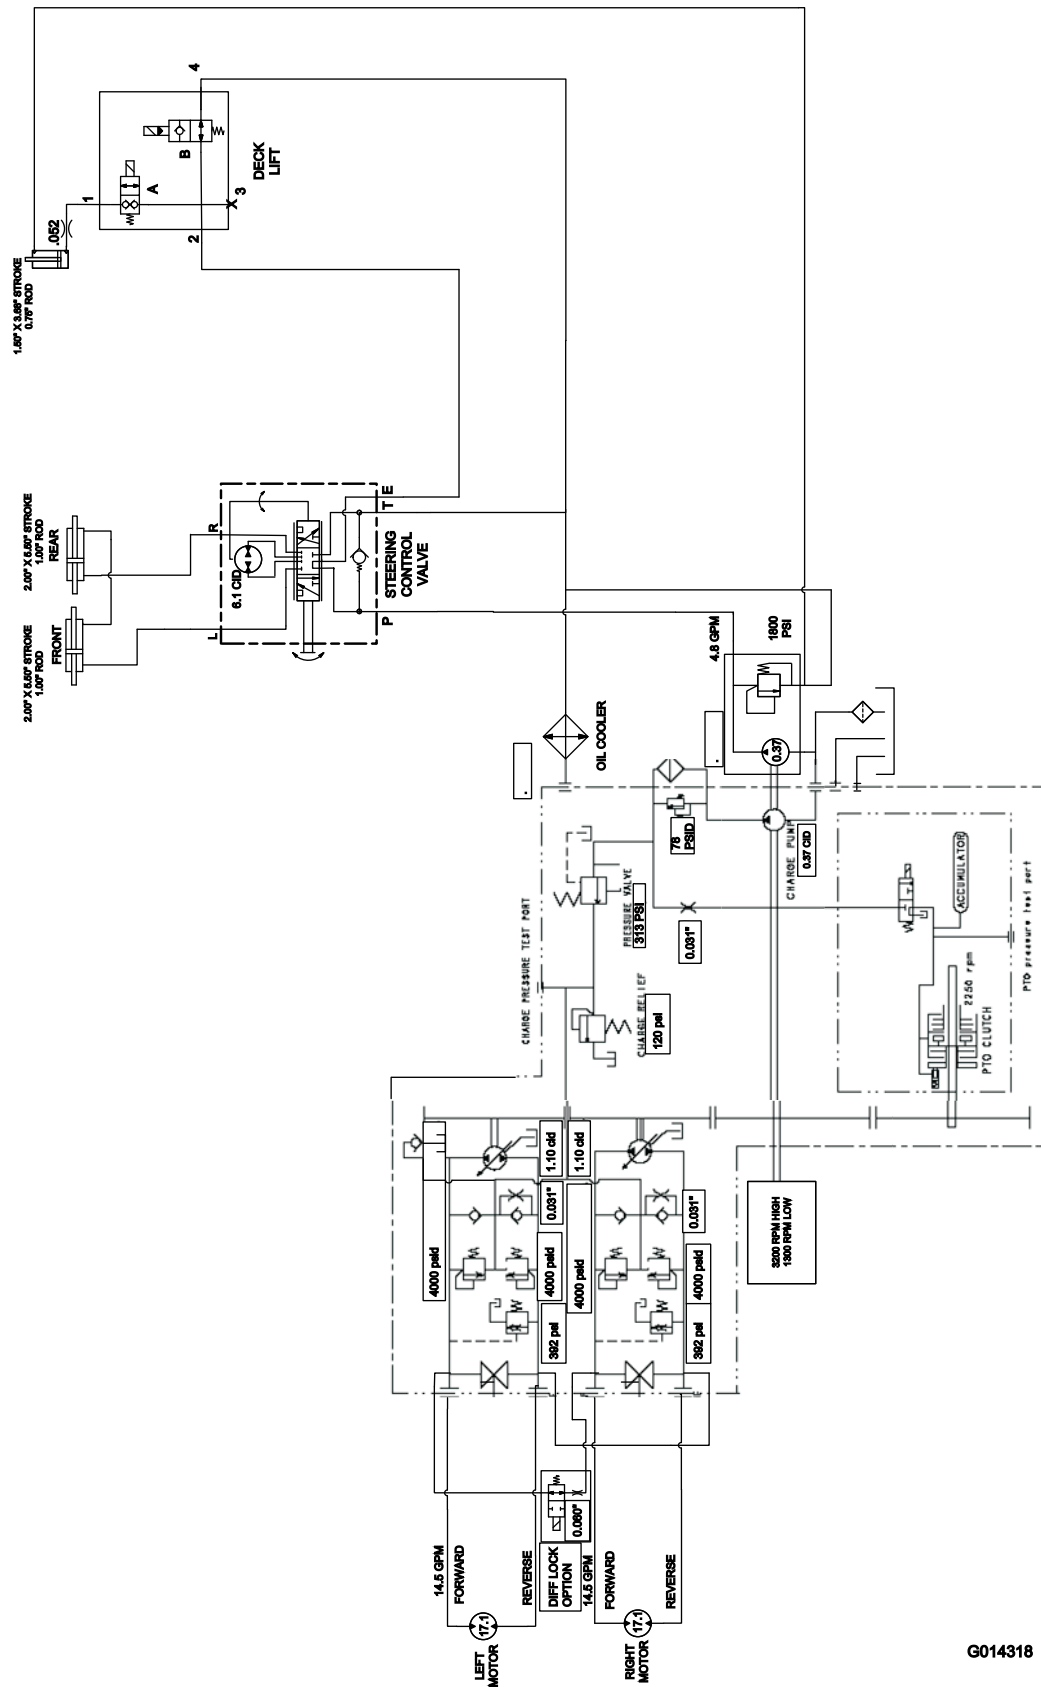 4
1
.052
A
B
DECK
LIFT
3
2
1.50" X 3.68" STROKE
0.75" ROD
2.00" X 5.50" STROKE
1.00" ROD
REAR
2.00" X 5.50" STROKE
1.00" ROD
FRONT
R
L
6.1 CID
STEERING
CONTROL
VALVE
E
T
P
4.8 GPM
1800
PSI
0.37
OIL COOLER
78
PSID
CHARGE PUMP
0.37 CID
PRESSURE VALVE
313 PSI
CHARGE PRESSURE TEST PORT
0.031"
CHARGE RELIEF
120 psi
ACCUMULATOR
2250 rpm
PTO CLUTCH
PTO pressure test port
1.10 cid
1.10 cid
4000 psid
0.031"
4000 psid
392 psi
4000 psid
0.031"
4000 psid
392 psi
3200 RPM HIGH
1300 RPM LOW
14.5 GPM
FORWARD
REVERSE
DIFF LOCK
OPTION
0.060"
14.5 GPM
FORWARD
REVERSE
17.1
LEFT
MOTOR
17.1
RIGHT
MOTOR
G014318